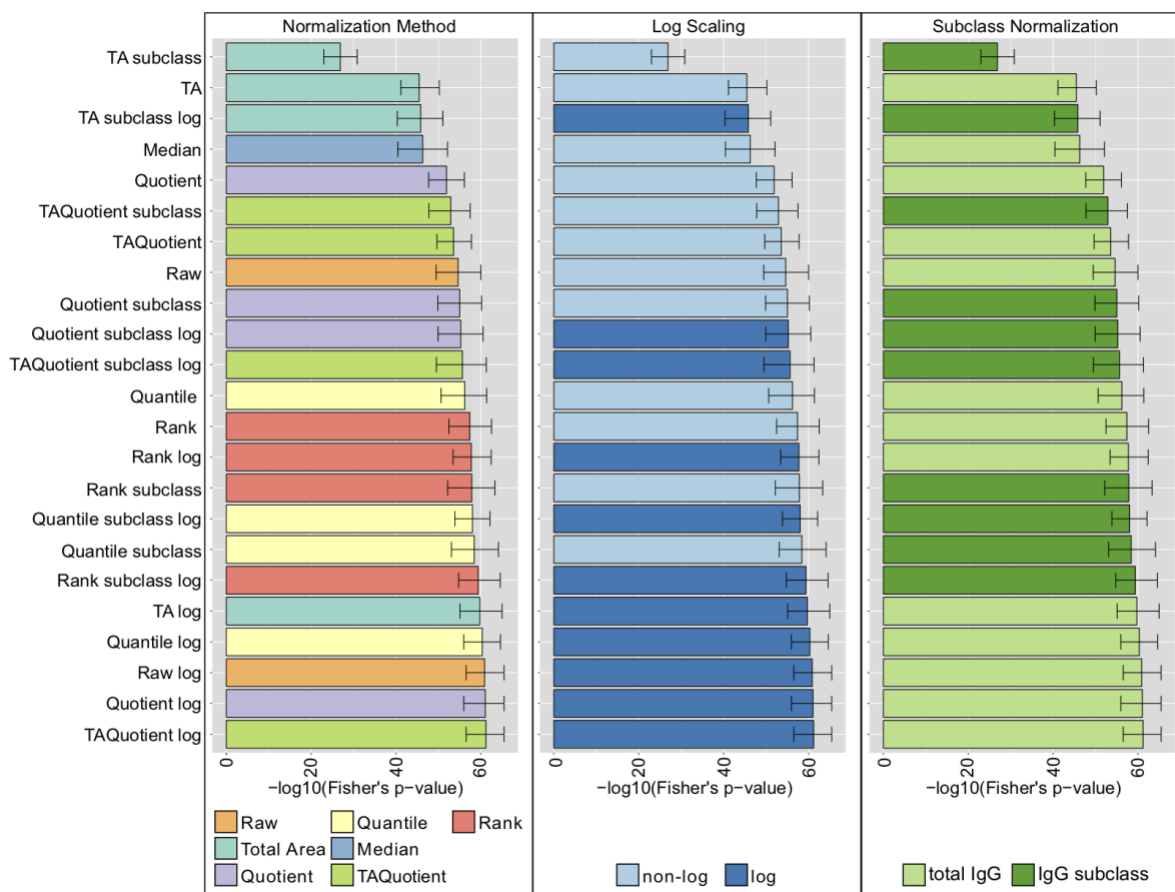 Normalization Method
Log Scaling
Subclass Normalization
TA subclass
TA
TA subclass log
Median
Quotient
TAQuotient subclass
TAQuotient
Raw
Quotient subclass
Quotient subclass log
TAQuotient subclass log
Quantile
Rank
Rank log
Rank subclass
Quantile subclass log
Quantile subclass
Rank subclass log
TA log
Quantile log
Raw log
Quotient log
TAQuotient log
0 20 40 60
0 20 40 60
0 20 40 60
−log10(Fisher's p−value)
−log10(Fisher's p−value)
−log10(Fisher's p−value)
Raw Quantile Rank
Total Area Median
Quotient TAQuotient
non-log log
total IgG IgG subclass